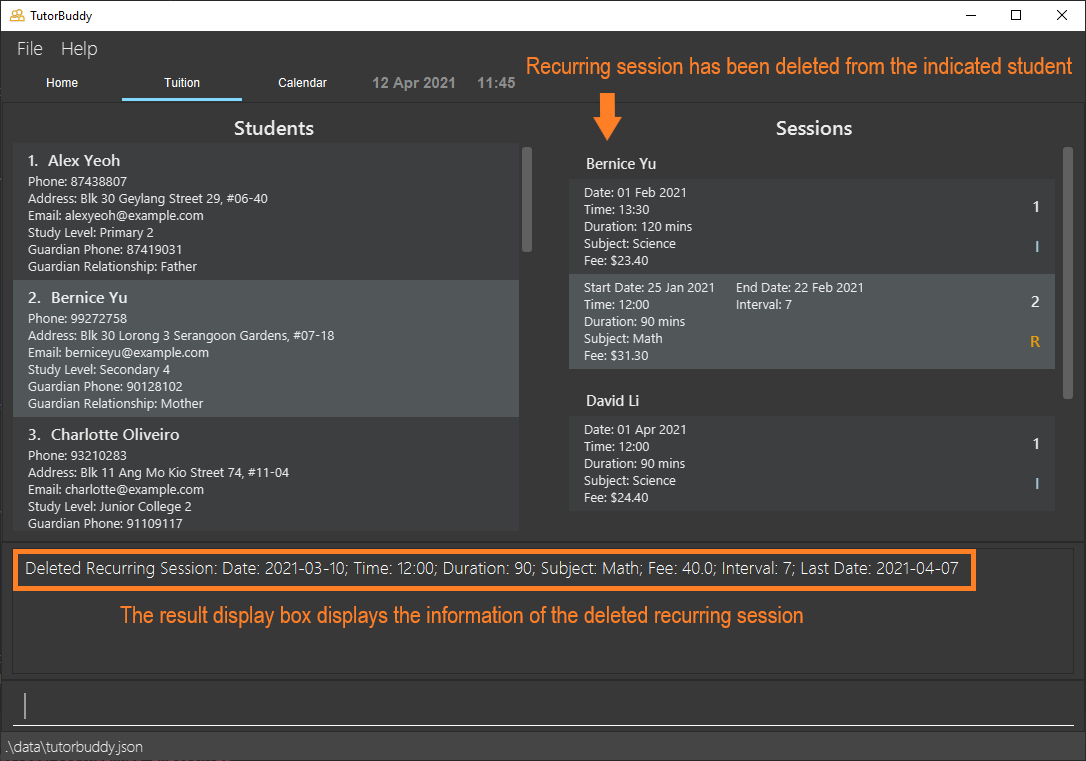 TutorBuddy
File Help
Home Tuition Calendar 12 Apr 2021 11:45
Recurring session has been deleted from the indicated student
Students
1. Alex Yeoh
Phone: 87438807
Address: Blk 30 Geylang Street 29, #06-40
Email: alexyeoh@example.com
Study Level: Primary 2
Guardian Phone: 87419031
Guardian Relationship: Father
2. Bernice Yu
Phone: 99272758
Address: Blk 30 Lorong 3 Serangoon Gardens, #07-18
Email: berniceyu@example.com
Study Level: Secondary 4
Guardian Phone: 90128102
Guardian Relationship: Mother
3. Charlotte Oliveiro
Phone: 93210283
Address: Blk 11 Ang Mo Kio Street 74, #11-04
Email: charlotte@example.com
Study Level: Junior College 2
Guardian Phone: 91109117
Sessions
Bernice Yu
Date: 01 Feb 2021
Time: 13:30
1
Duration: 120 mins
Subject: Science
I
Fee: $23.40
Start Date: 25 Jan 2021 End Date: 22 Feb 2021
Time: 12:00 Interval: 7
2
Duration: 90 mins
Subject: Math
R
Fee: $31.30
David Li
Date: 01 Apr 2021
Time: 12:00
1
Duration: 90 mins
Subject: Science
I
Fee: $24.40
Deleted Recurring Session: Date: 2021-03-10; Time: 12:00; Duration: 90; Subject: Math; Fee: 40.0; Interval: 7; Last Date: 2021-04-07
The result display box displays the information of the deleted recurring session
.\data\tutorbuddy.json